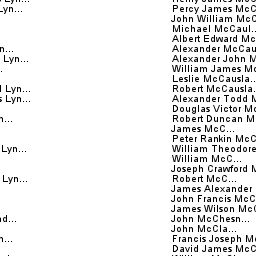 Lyn... Percy James McC
John William McC
Michael McCaul..
Albert Edward Mc
n... Alexander McCau
Lyn... Alexander John M
William James Mc
Leslie McCausla..
l Lyn... Robert McCausla..
s Lyn... Alexander Todd M
Douglas Victor Mc
n... Robert Duncan M
James McC...
Peter Rankin McC
Lyn... William Theodore
William McC...
Joseph Crawford M
Lyn... Robert McC...
James Alexander
John Francis McC
James Wilson McC
nd... John McChesn...
John McCla...
n... Francis Joseph Mc
David James McC